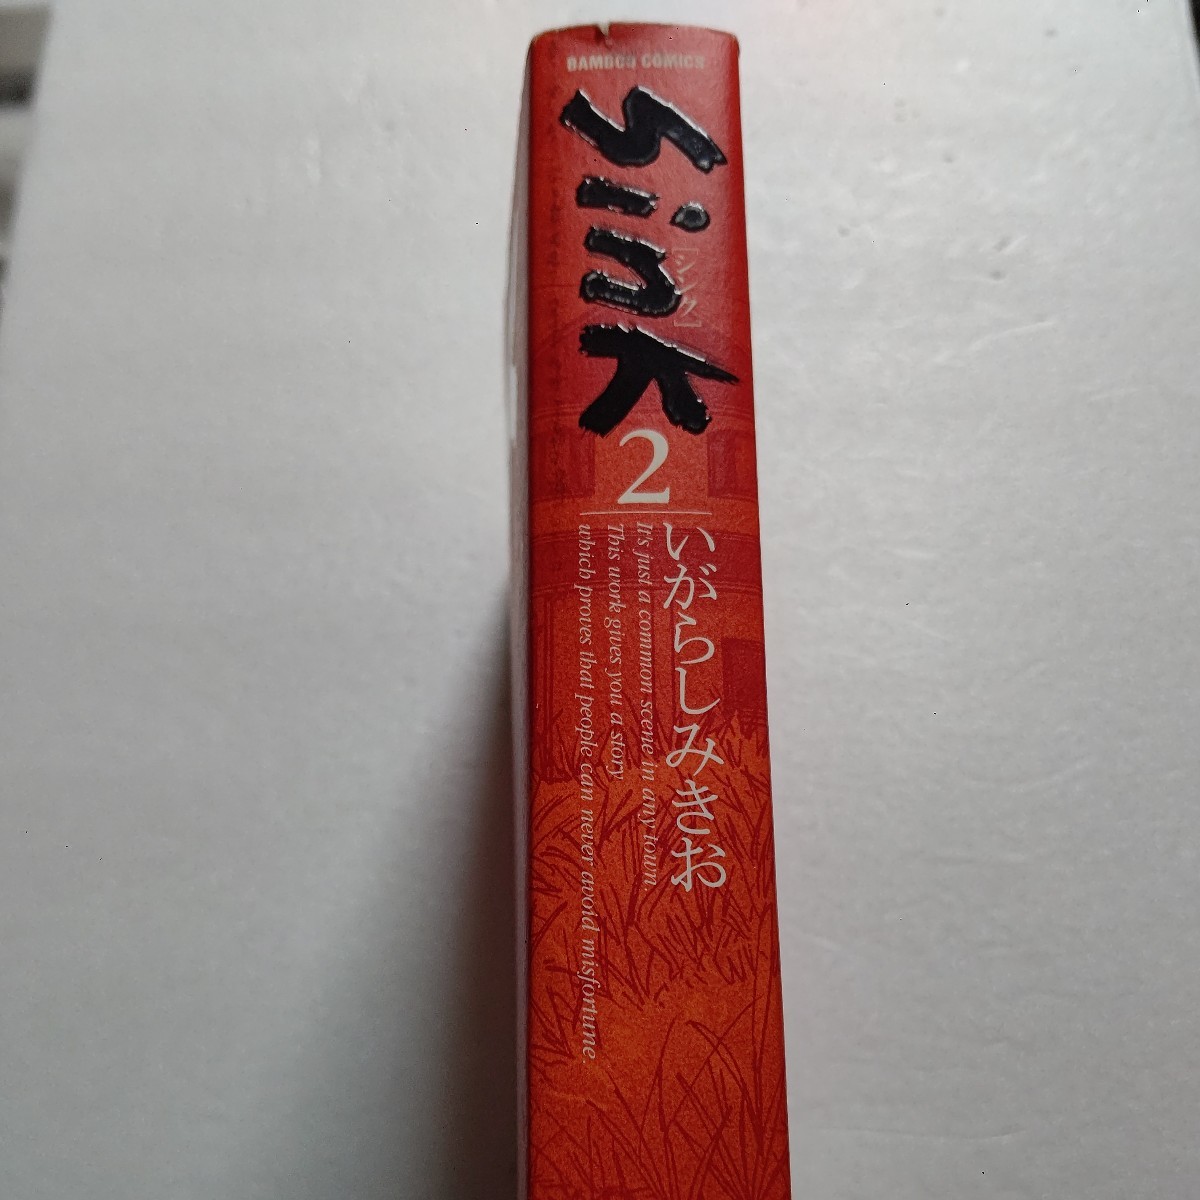 BAMBOO COMICS
Sink
[シンク]
2
いがらしみきお
It's just a common scene in any town.
This work gives you a story
which proves that people can never avoid misfortune.